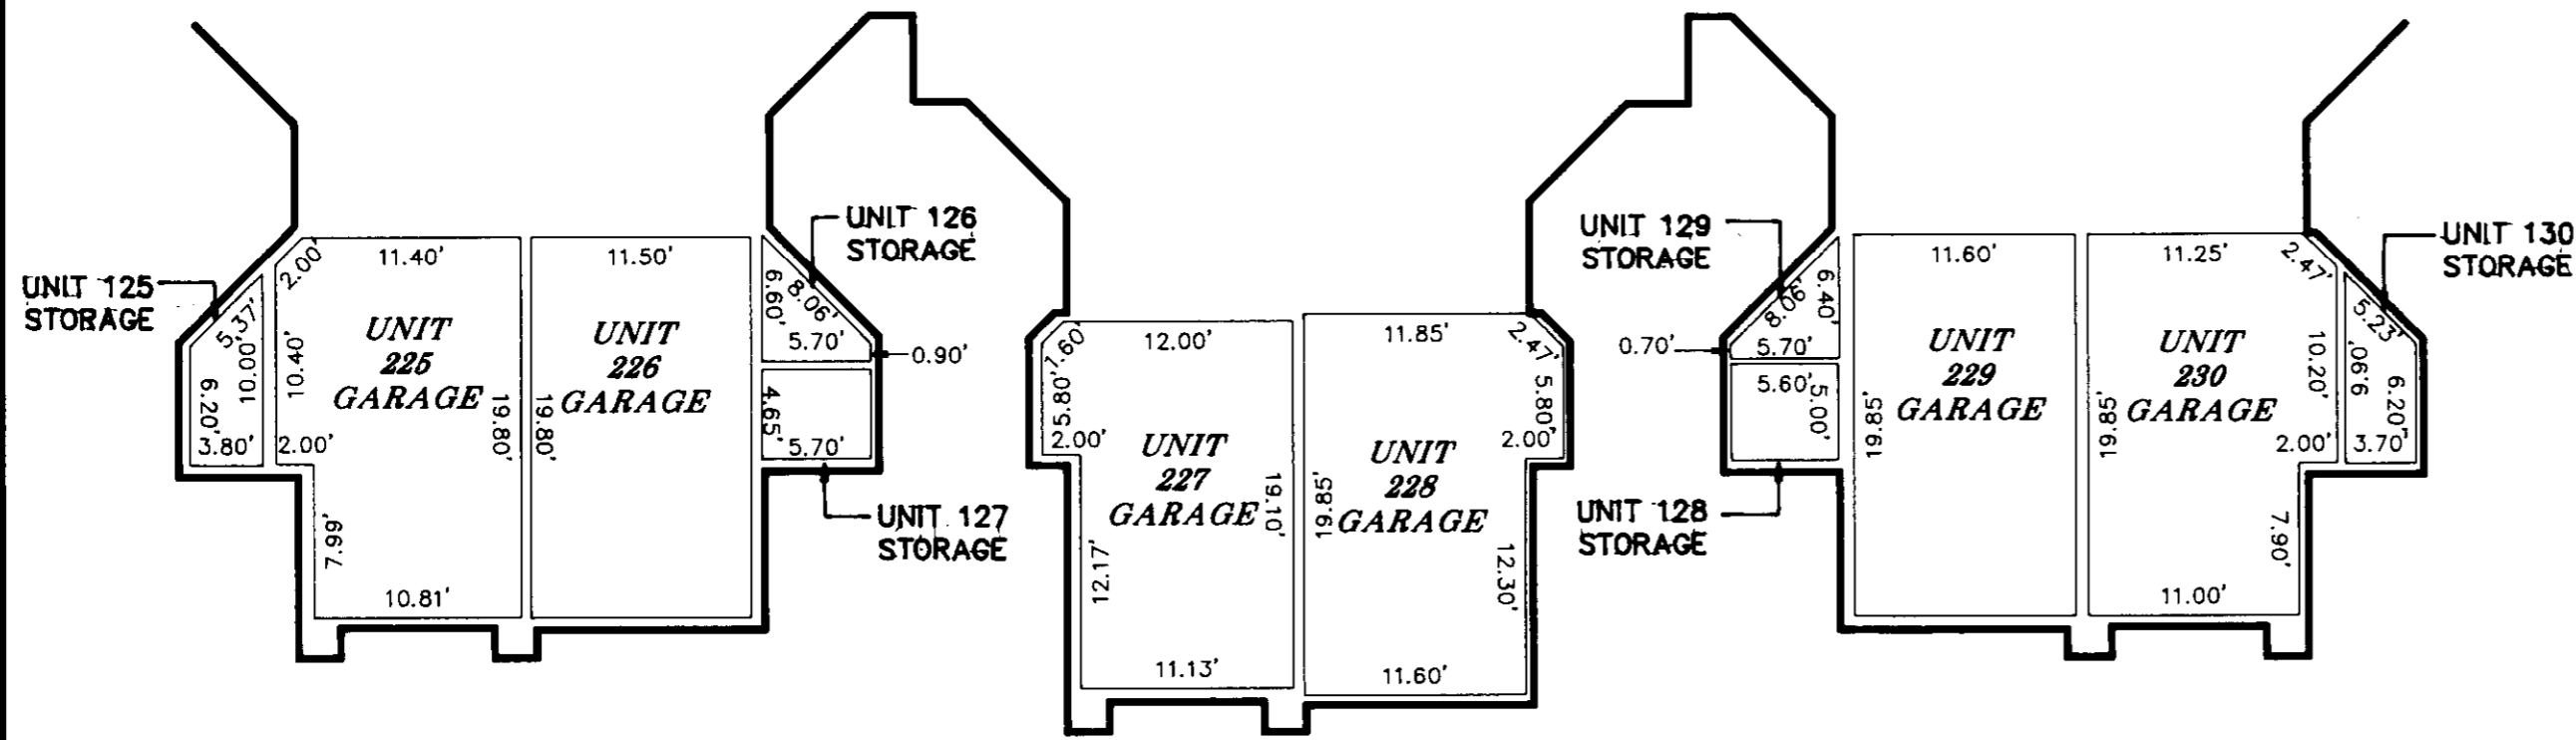 UNIT 125
STORAGE
5.37'
10.00'
6.20'
3.80'
2.00'
11.40'
10.40'
UNIT
225
GARAGE
19.80'
2.00'
7.99'
10.81'
11.50'
UNIT
226
GARAGE
19.80'
UNIT 126
STORAGE
6.60'
8.06'
5.70'
0.90'
4.65'
5.70'
UNIT 127
STORAGE
1.60'
12.00'
5.80'
2.00'
UNIT
227
GARAGE
19.10'
12.17'
11.13'
11.85'
2.47'
5.80'
2.00'
UNIT
228
GARAGE
19.85'
12.30'
11.60'
UNIT 129
STORAGE
8.06'
6.40'
0.70'
5.70'
5.60'
5.00'
UNIT 128
STORAGE
11.60'
UNIT
229
GARAGE
19.85'
11.25'
2.47'
UNIT
230
GARAGE
19.85'
10.20'
2.00'
7.90'
11.00'
UNIT 130
STORAGE
5.23'
9.90'
6.20'
3.70'